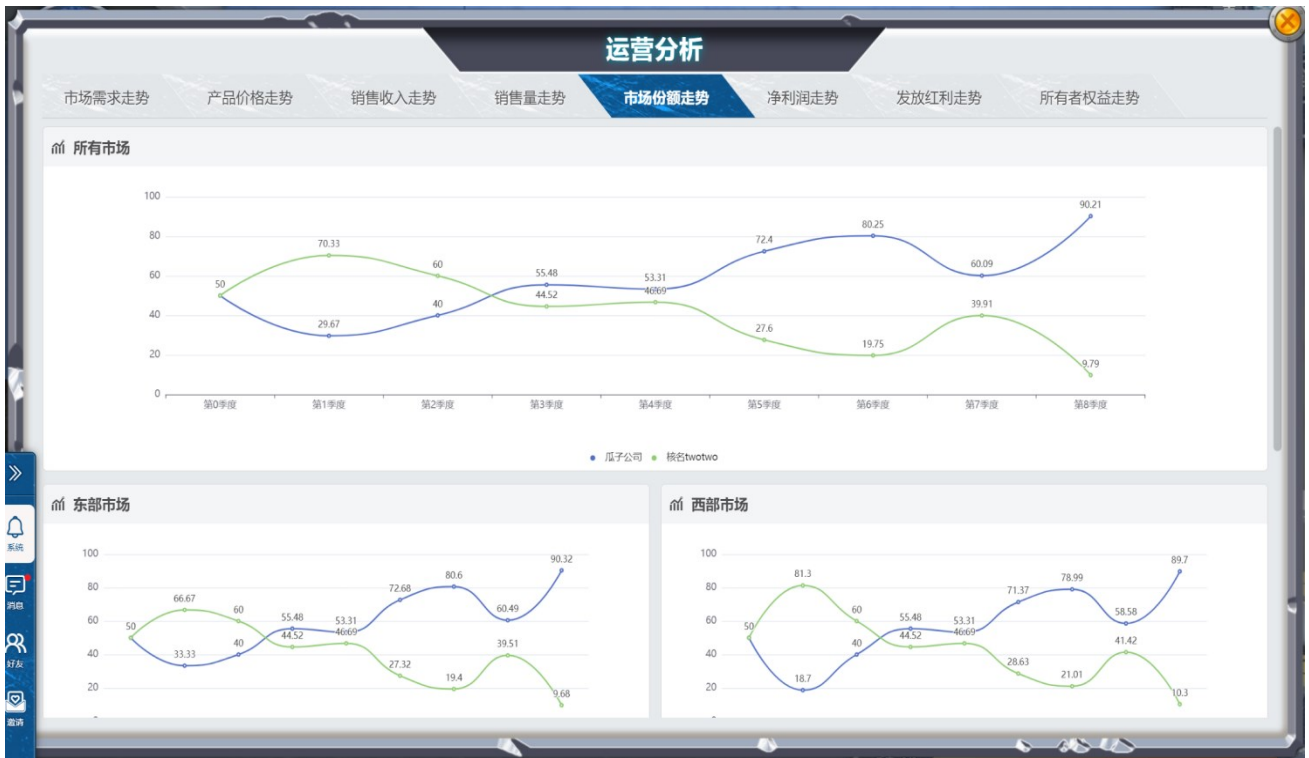 运营分析
市场需求走势 产品价格走势 销售收入走势 销售量走势 市场份额走势 净利润走势 发放红利走势 所有者权益走势
所有市场
100
80
60
40
20
0
50 70.33 60 55.48 53.31 72.4 80.25 60.09 90.21
29.67 40 44.52 46.69 27.6 19.75 39.91 9.79
第0季度 第1季度 第2季度 第3季度 第4季度 第5季度 第6季度 第7季度 第8季度
瓜子公司 核名twotwo
系统
消息
好友
邀请
东部市场
100
80
60
40
20
50 66.67 60 55.48 53.31 72.68 80.6 60.49 90.32
33.33 40 44.52 46.69 27.32 19.4 39.51 9.68
西部市场
100
80
60
40
20
50 81.3 60 55.48 53.31 71.37 78.99 58.58 89.7
18.7 40 44.52 46.69 28.63 21.01 41.42 10.3